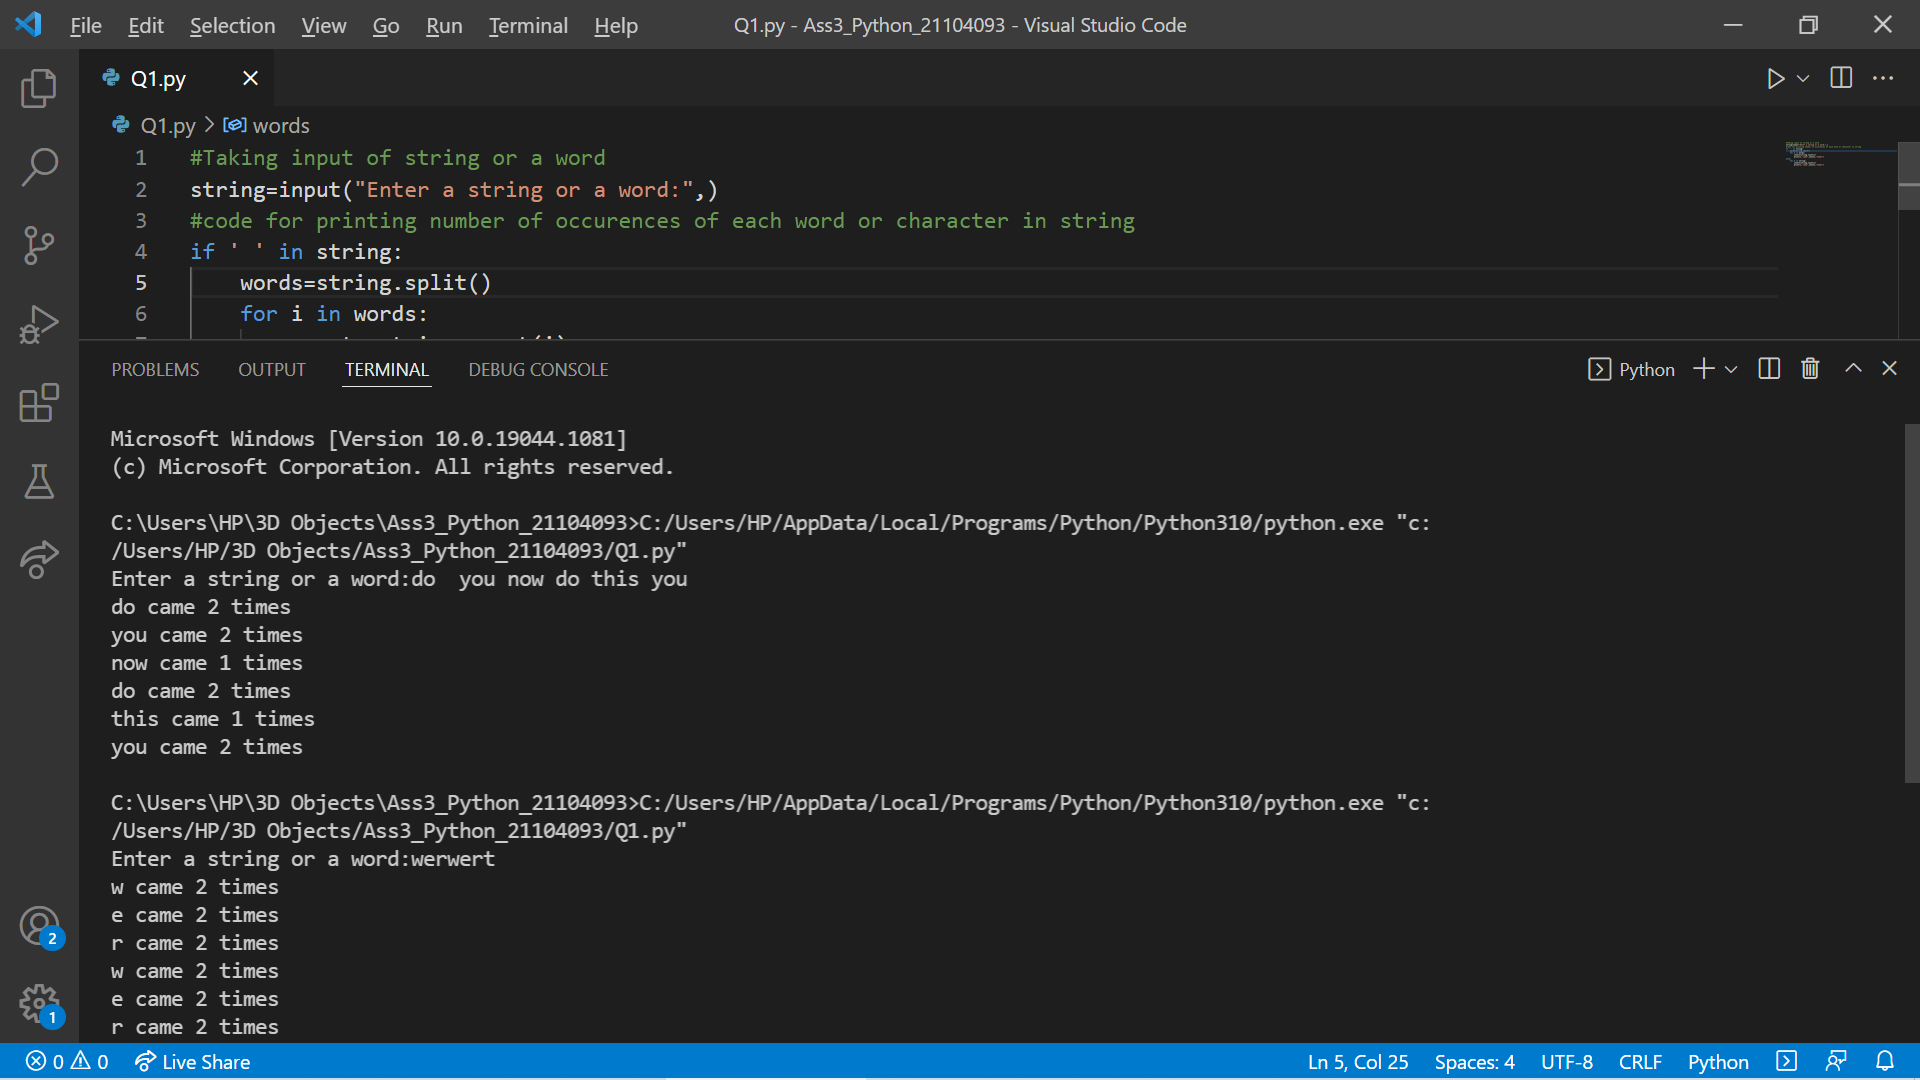 File Edit Selection View Go Run Terminal Help Q1.py - Ass3_Python_21104093 - Visual Studio Code
Q1.py
Q1.py > words
1 #Taking input of string or a word
2 string=input("Enter a string or a word:",)
3 #code for printing number of occurences of each word or character in string
4 if ' ' in string:
5 words=string.split()
6 for i in words:
PROBLEMS OUTPUT TERMINAL DEBUG CONSOLE Python
Microsoft Windows [Version 10.0.19044.1081]
(c) Microsoft Corporation. All rights reserved.
C:\Users\HP\3D Objects\Ass3_Python_21104093>C:/Users/HP/AppData/Local/Programs/Python/Python310/python.exe "c:
/Users/HP/3D Objects/Ass3_Python_21104093/Q1.py"
Enter a string or a word:do  you now do this you
do came 2 times
you came 2 times
now came 1 times
do came 2 times
this came 1 times
you came 2 times
C:\Users\HP\3D Objects\Ass3_Python_21104093>C:/Users/HP/AppData/Local/Programs/Python/Python310/python.exe "c:
/Users/HP/3D Objects/Ass3_Python_21104093/Q1.py"
Enter a string or a word:werwert
w came 2 times
e came 2 times
r came 2 times
w came 2 times
e came 2 times
r came 2 times
2
1
0 0 Live Share Ln 5, Col 25 Spaces: 4 UTF-8 CRLF Python